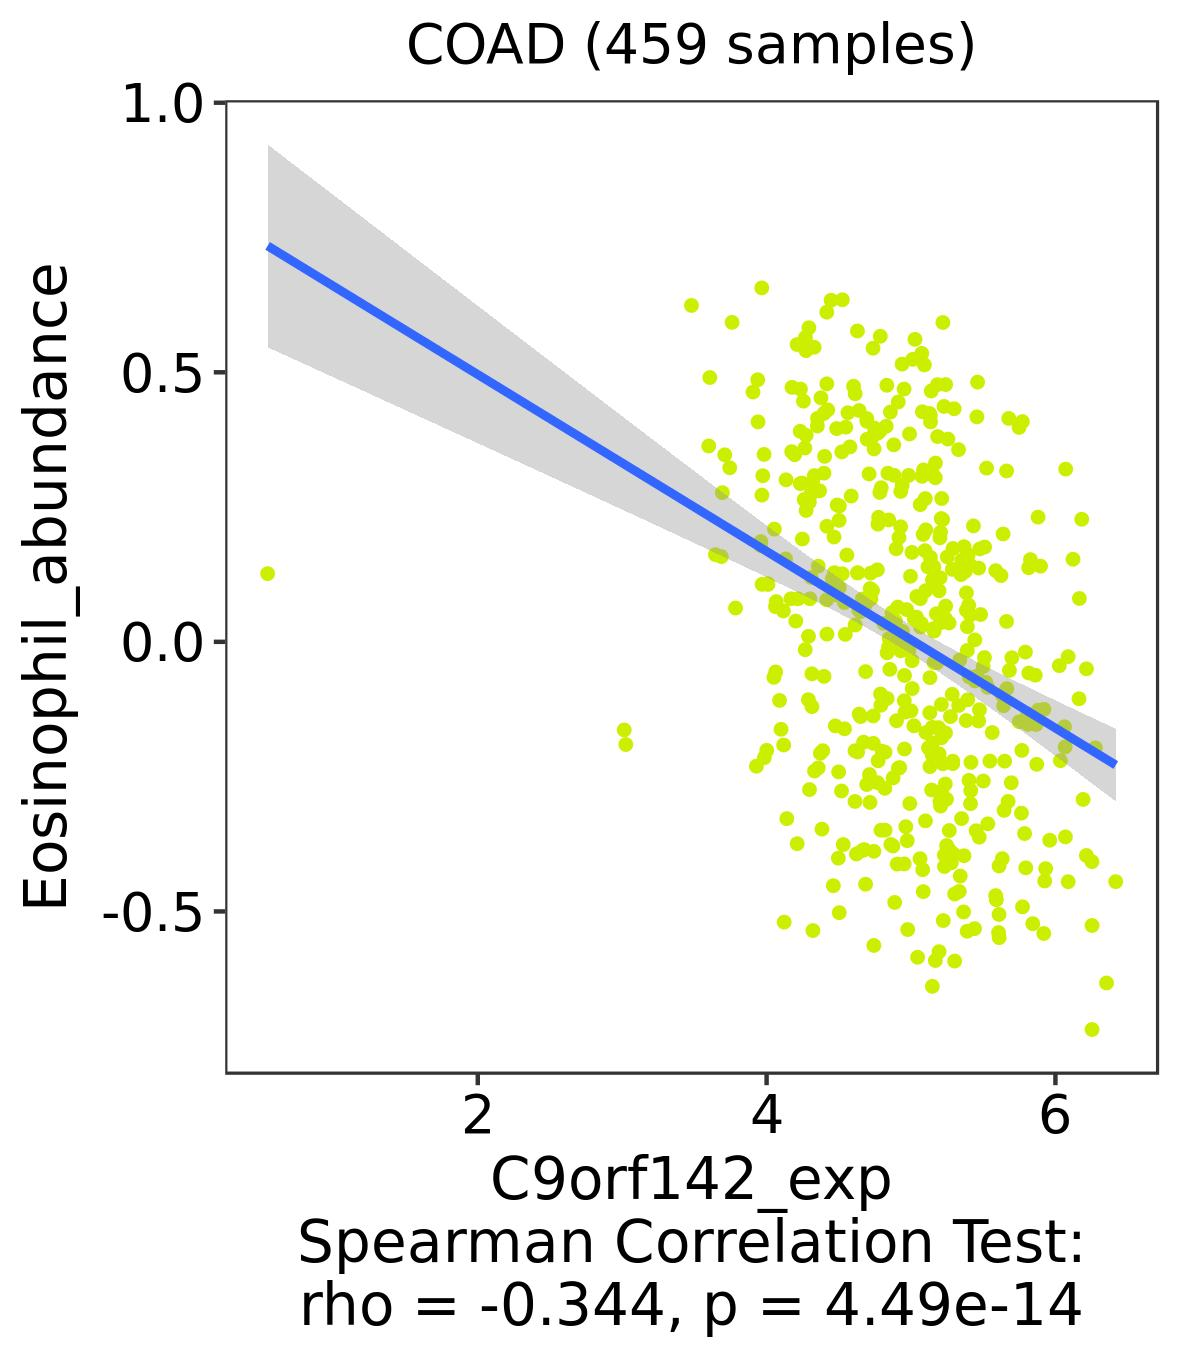 COAD (459 samples)
1.0
0.5
0.0
-0.5
Eosinophil_abundance
2 4 6
C9orf142_exp
Spearman Correlation Test:
rho = -0.344, p = 4.49e-14